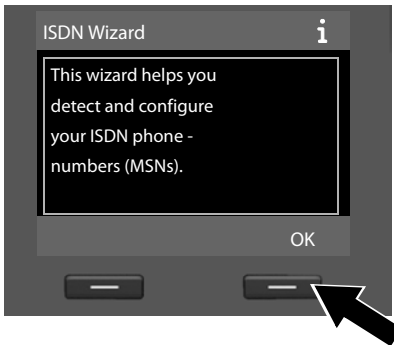 ISDN Wizard i
This wizard helps you
detect and configure
your ISDN phone -
numbers (MSNs).
OK